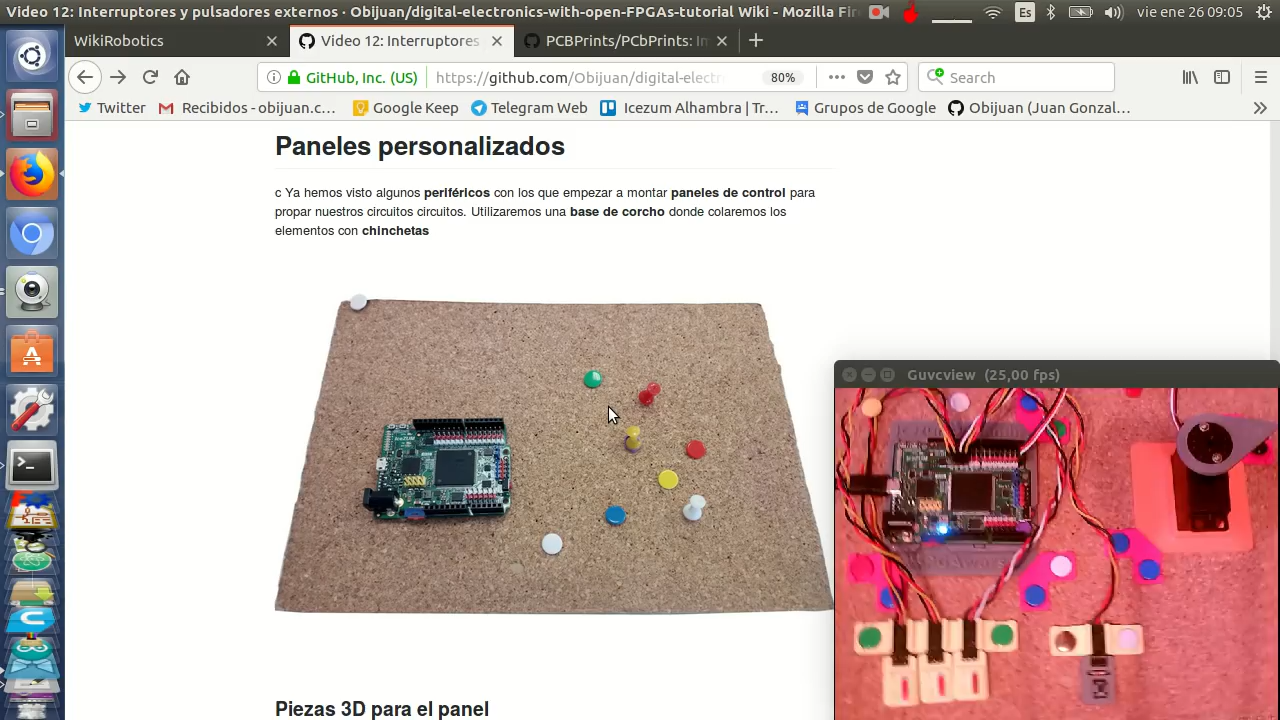 Video 12: Interruptores y pulsadores externos · Obijuan/digital-electronics-with-open-FPGAs-tutorial Wiki - Mozilla Fire
Es
vie ene 26 09:05
WikiRobotics
Video 12: Interruptores
PCBPrints/PCbPrints: Im
GitHub, Inc. (US)
https://github.com/Obijuan/digital-electr
80%
Search
Twitter
Recibidos - obijuan.c…
Google Keep
Telegram Web
Icezum Alhambra | Tr…
Grupos de Google
Obijuan (Juan Gonzal…
Paneles personalizados
c Ya hemos visto algunos periféricos con los que empezar a montar paneles de control para
propar nuestros circuitos circuitos. Utilizaremos una base de corcho donde colaremos los
elementos con chinchetas
Guvcview (25,00 fps)
Piezas 3D para el panel